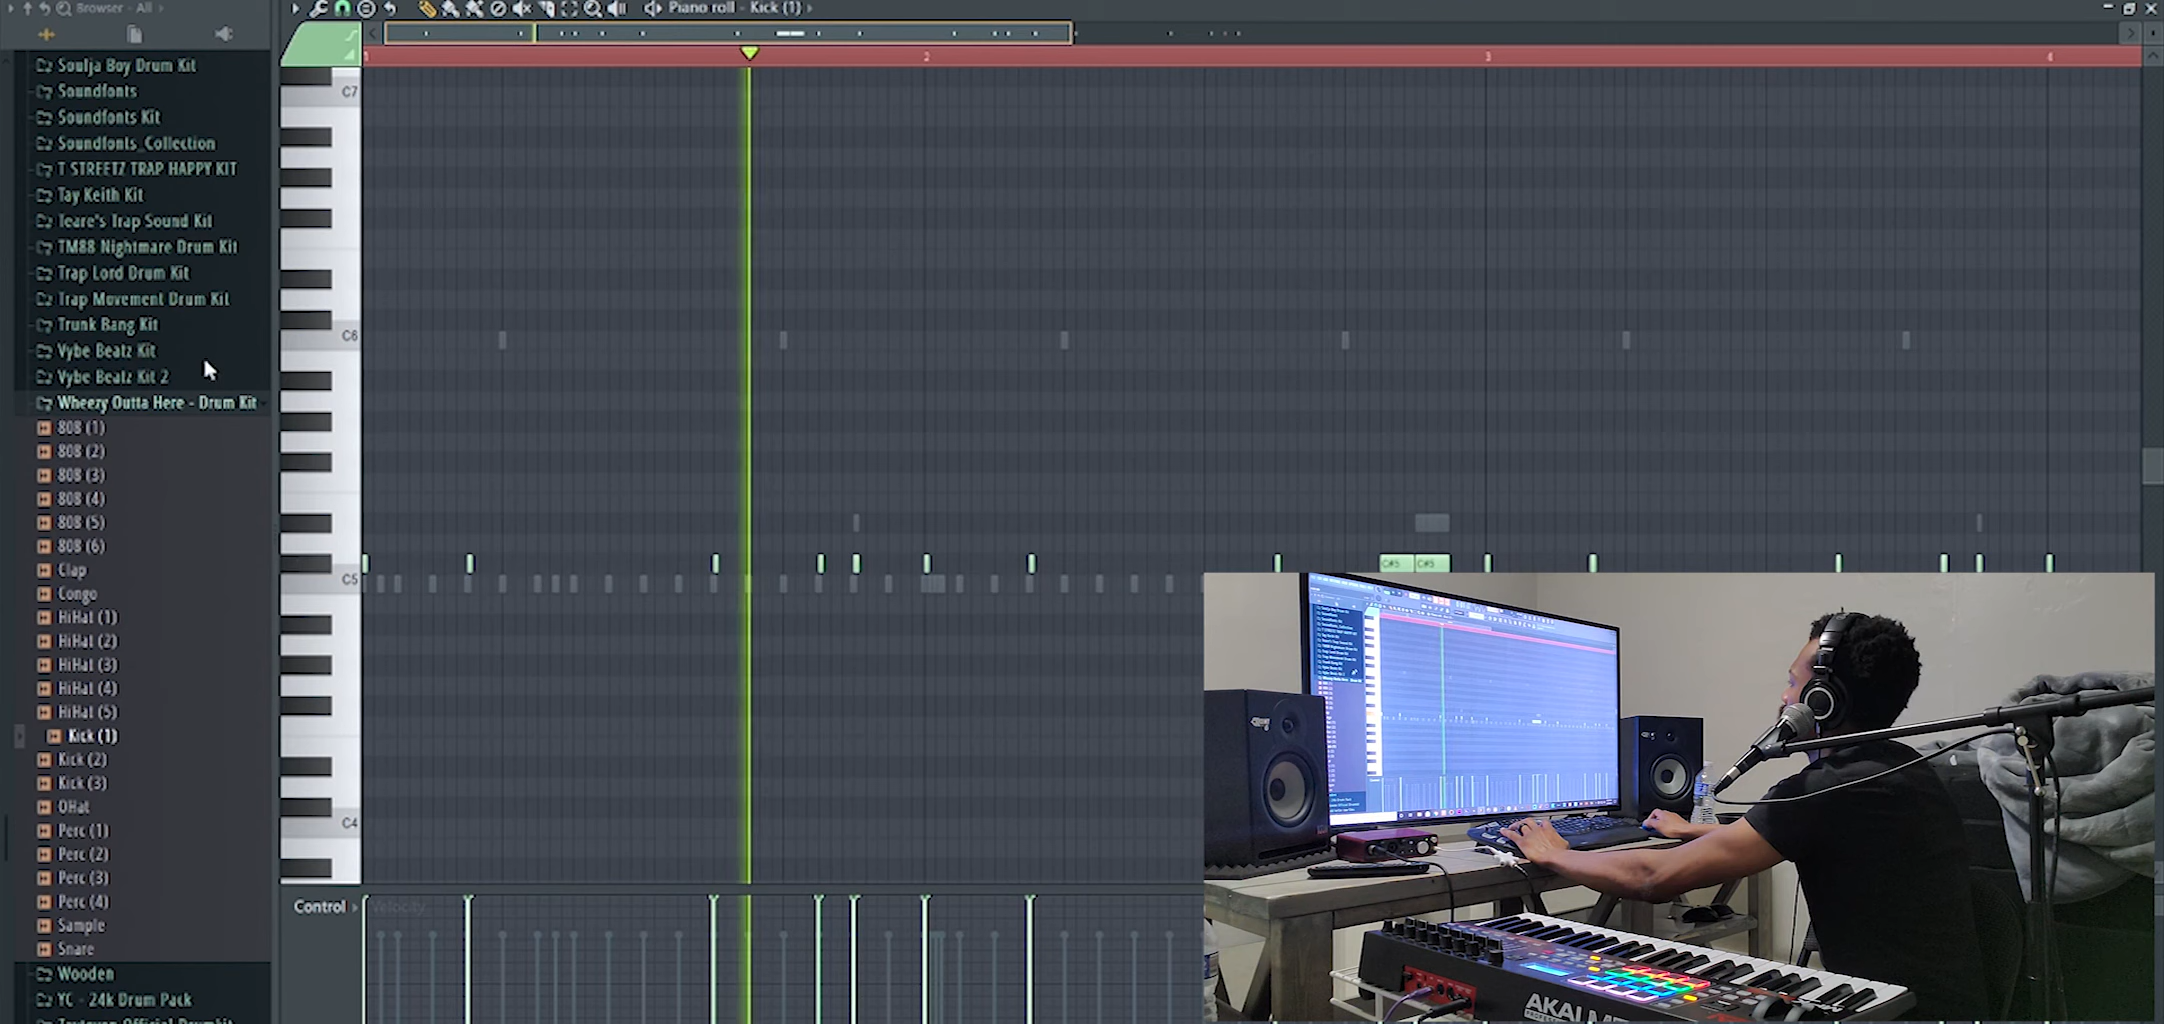 Browser - All
Piano roll - Kick (1)
1
2
3
4
Soulja Boy Drum Kit
Soundfonts
Soundfonts Kit
Soundfonts_Collection
T STREETZ TRAP HAPPY KIT
Tay Keith Kit
Teare's Trap Sound Kit
TM88 Nightmare Drum Kit
Trap Lord Drum Kit
Trap Movement Drum Kit
Trunk Bang Kit
Vybe Beatz Kit
Vybe Beatz Kit 2
Wheezy Outta Here - Drum Kit
808 (1)
808 (2)
808 (3)
808 (4)
808 (5)
808 (6)
Clap
Congo
HiHat (1)
HiHat (2)
HiHat (3)
HiHat (4)
HiHat (5)
Kick (1)
Kick (2)
Kick (3)
OHat
Perc (1)
Perc (2)
Perc (3)
Perc (4)
Sample
Snare
Wooden
YC - 24k Drum Pack
C7
C6
C5
C4
C#5
C#5
Control
Velocity
AKAI